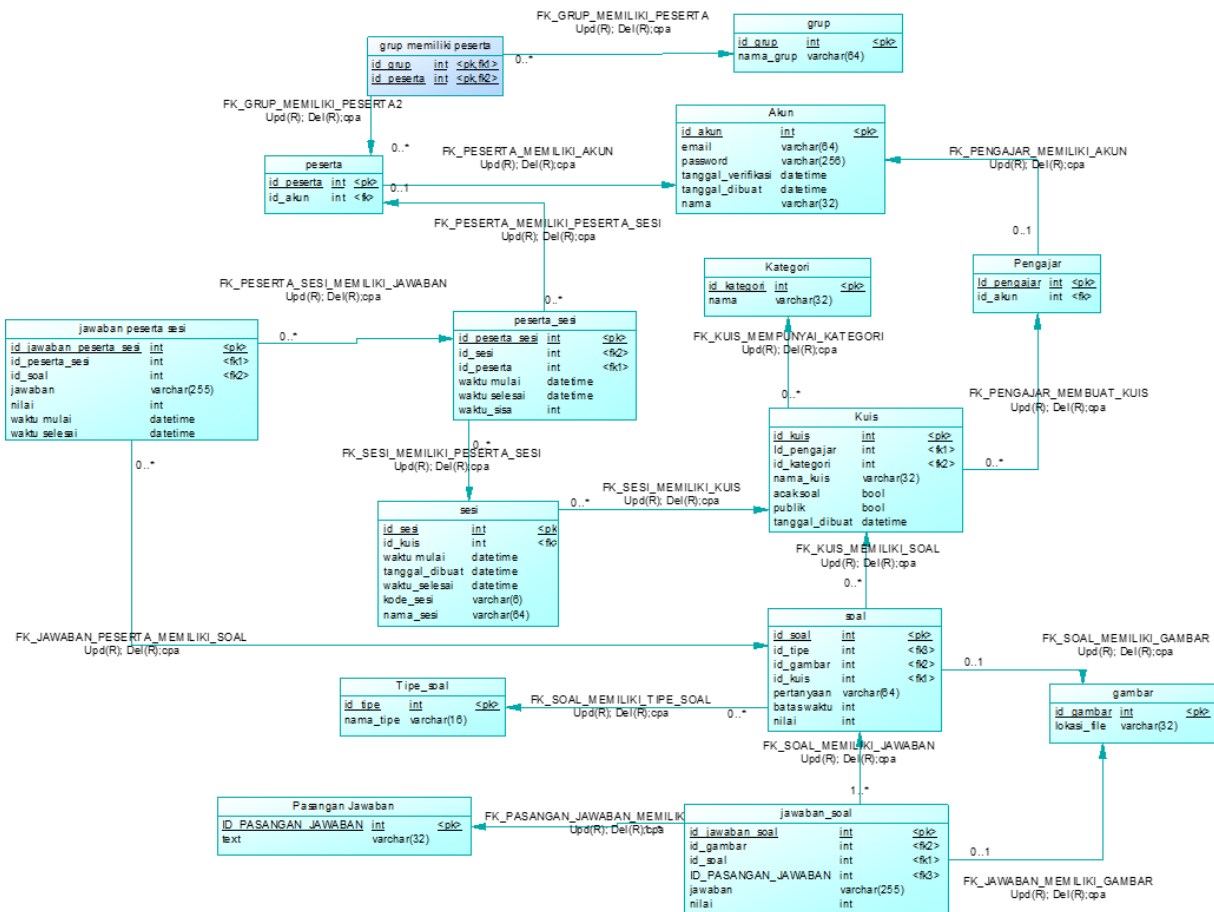 FK_GRUP_MEMILIKI_PESERTA
Upd(R); Del(R);cpa
0..*
grup
id_grup int <pk>
nama_grup varchar(64)
grup memiliki peserta
id_grup int <pk,fk1>
id_peserta int <pk,fk2>
FK_GRUP_MEMILIKI_PESERTA2
Upd(R); Del(R);cpa
0..*
Akun
id_akun int <pk>
email varchar(64)
password varchar(256)
tanggal_verifikasi datetime
tanggal_dibuat datetime
nama varchar(32)
FK_PESERTA_MEMILIKI_AKUN
Upd(R); Del(R);cpa
0..1
FK_PENGAJAR_MEMILIKI_AKUN
Upd(R); Del(R);cpa
0..1
peserta
id_peserta int <pk>
id_akun int <fk>
FK_PESERTA_MEMILIKI_PESERTA_SESI
Upd(R); Del(R);cpa
0..*
Kategori
id_kategori int <pk>
nama varchar(32)
Pengajar
Id_pengajar int <pk>
id_akun int <fk>
FK_PESERTA_SESI_MEMILIKI_JAWABAN
Upd(R); Del(R);cpa
0..*
jawaban peserta sesi
id_jawaban_peserta_sesi int <pk>
id_peserta_sesi int <fk1>
id_soal int <fk2>
jawaban varchar(255)
nilai int
waktu mulai datetime
waktu selesai datetime
0..*
peserta_sesi
id_peserta_sesi int <pk>
id_sesi int <fk2>
id_peserta int <fk1>
waktu mulai datetime
waktu selesai datetime
waktu_sisa int
FK_KUIS_MEMPUNYAI_KATEGORI
Upd(R); Del(R);cpa
0..*
FK_PENGAJAR_MEMBUAT_KUIS
Upd(R); Del(R);cpa
0..*
Kuis
id_kuis int <pk>
Id_pengajar int <fk1>
id_kategori int <fk2>
nama_kuis varchar(32)
acaksoal bool
publik bool
tanggal_dibuat datetime
0..*
FK_SESI_MEMILIKI_PESERTA_SESI
Upd(R); Del(R);cpa
FK_SESI_MEMILIKI_KUIS
Upd(R); Del(R);cpa
0..*
sesi
id_sesi int <pk
id_kuis int <fk
waktu mulai datetime
tanggal_dibuat datetime
waktu_selesai datetime
kode_sesi varchar(6)
nama_sesi varchar(64)
FK_KUIS_MEMILIKI_SOAL
Upd(R); Del(R);cpa
0..*
FK_JAWABAN_PESERTA_MEMILIKI_SOAL
Upd(R); Del(R);cpa
soal
id_soal int <pk>
id_tipe int <fk3>
id_gambar int <fk2>
id_kuis int <fk1>
pertanyaan varchar(64)
bataswaktu int
nilai int
FK_SOAL_MEMILIKI_GAMBAR
Upd(R); Del(R);cpa
0..1
Tipe_soal
id_tipe int <pk>
nama_tipe varchar(16)
FK_SOAL_MEMILIKI_TIPE_SOAL
Upd(R); Del(R);cpa
0..*
gambar
id_gambar int <pk>
lokasi_file varchar(32)
FK_SOAL_MEMILIKI_JAWABAN
Upd(R); Del(R);cpa
1..*
Pasangan Jawaban
ID_PASANGAN_JAWABAN int <pk>
text varchar(32)
FK_PASANGAN_JAWABAN_MEMILIK
jawaban_soal
id_jawaban_soal int <pk>
id_gambar int <fk2>
id_soal int <fk1>
ID_PASANGAN_JAWABAN int <fk3>
jawaban varchar(255)
nilai int
0..1
FK_JAWABAN_MEMILIKI_GAMBAR
Upd(R); Del(R);cpa